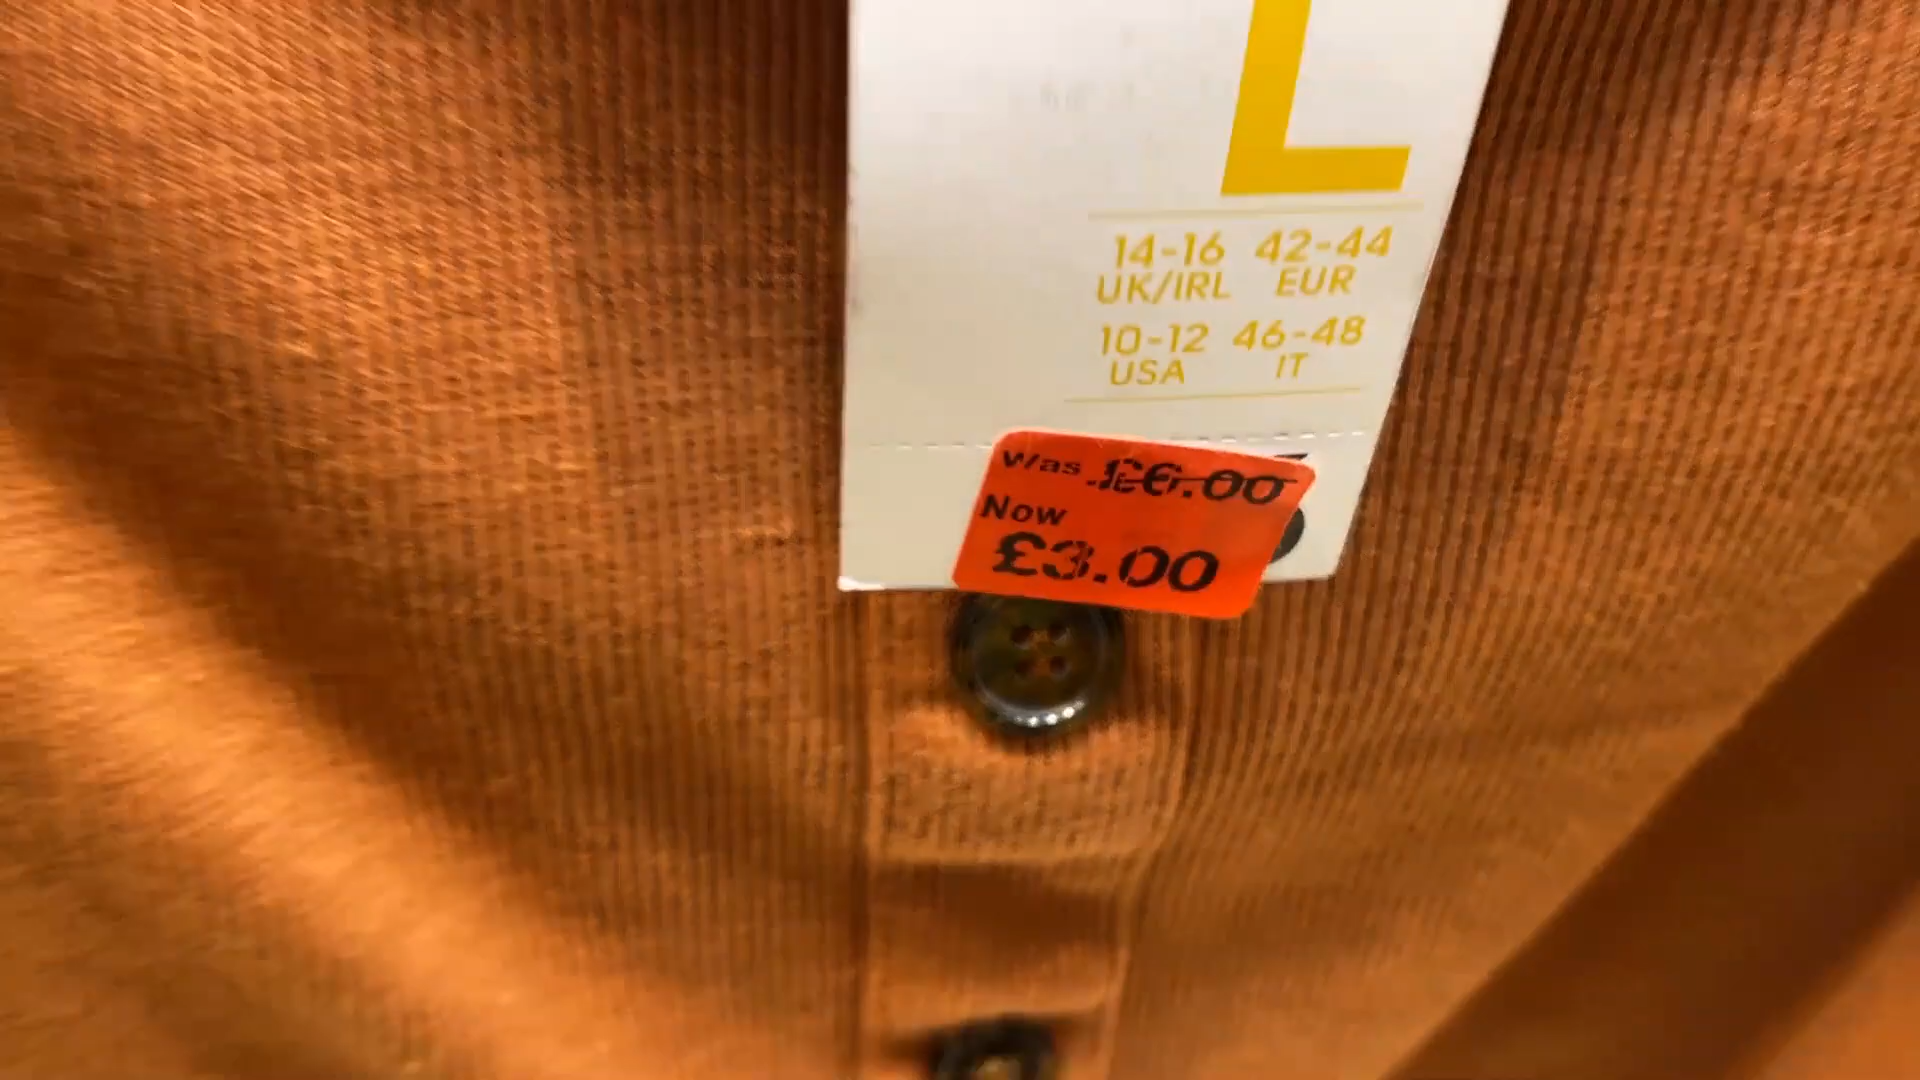 L
14-16 42-44
UK/IRL EUR
10-12 46-48
USA IT
Was £6.00
Now
£3.00